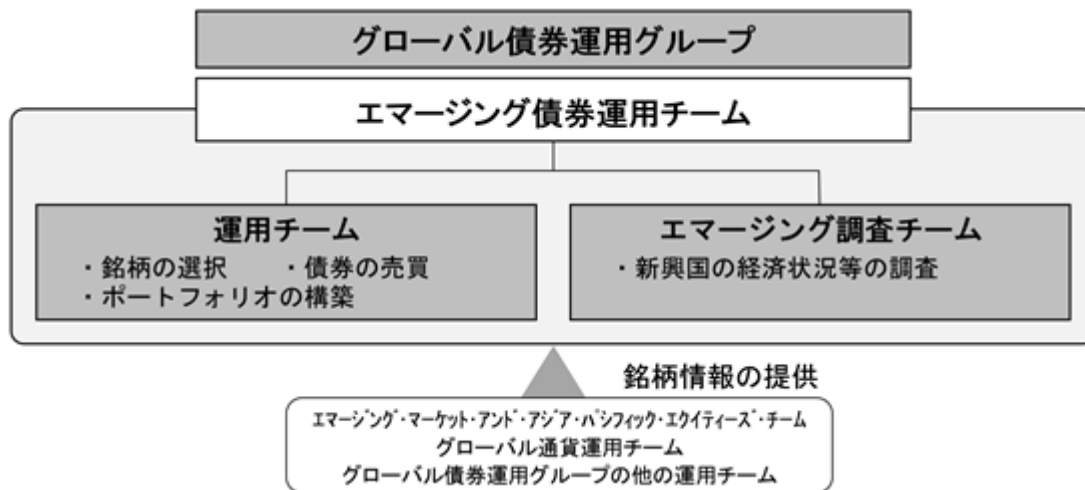 グローバル債券運用グループ
エマージング債券運用チーム
運用チーム
・銘柄の選択 ・債券の売買
・ポートフォリオの構築
エマージング調査チーム
・新興国の経済状況等の調査
銘柄情報の提供
ｴﾏｰｼﾞﾝｸﾞ・ﾏｰｹｯﾄ・ｱﾝﾄﾞ・ｱｼﾞｱ・ﾊﾟｼﾌｨｯｸ・ｴｸｲﾃｨｰｽﾞ・ﾁｰﾑ
グローバル通貨運用チーム
グローバル債券運用グループの他の運用チーム